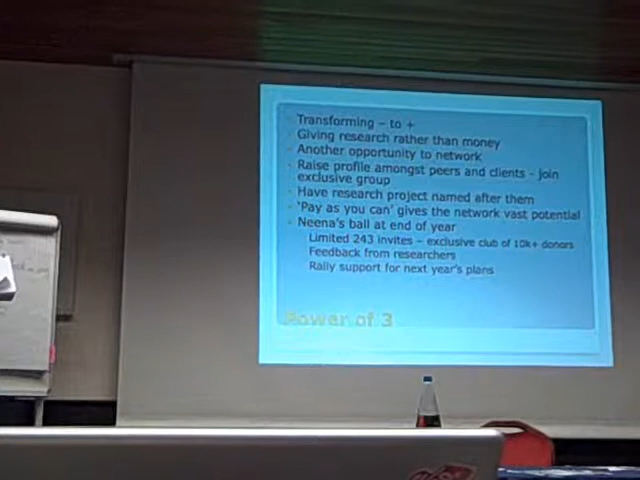 Transforming – to +
Giving research rather than money
Another opportunity to network
Raise profile amongst peers and clients - join
exclusive group
Have research project named after them
'Pay as you can' gives the network vast potential
Neena's ball at end of year
Limited 243 invites – exclusive club of 10k+ donors
Feedback from researchers
Rally support for next year's plans
Power of 3